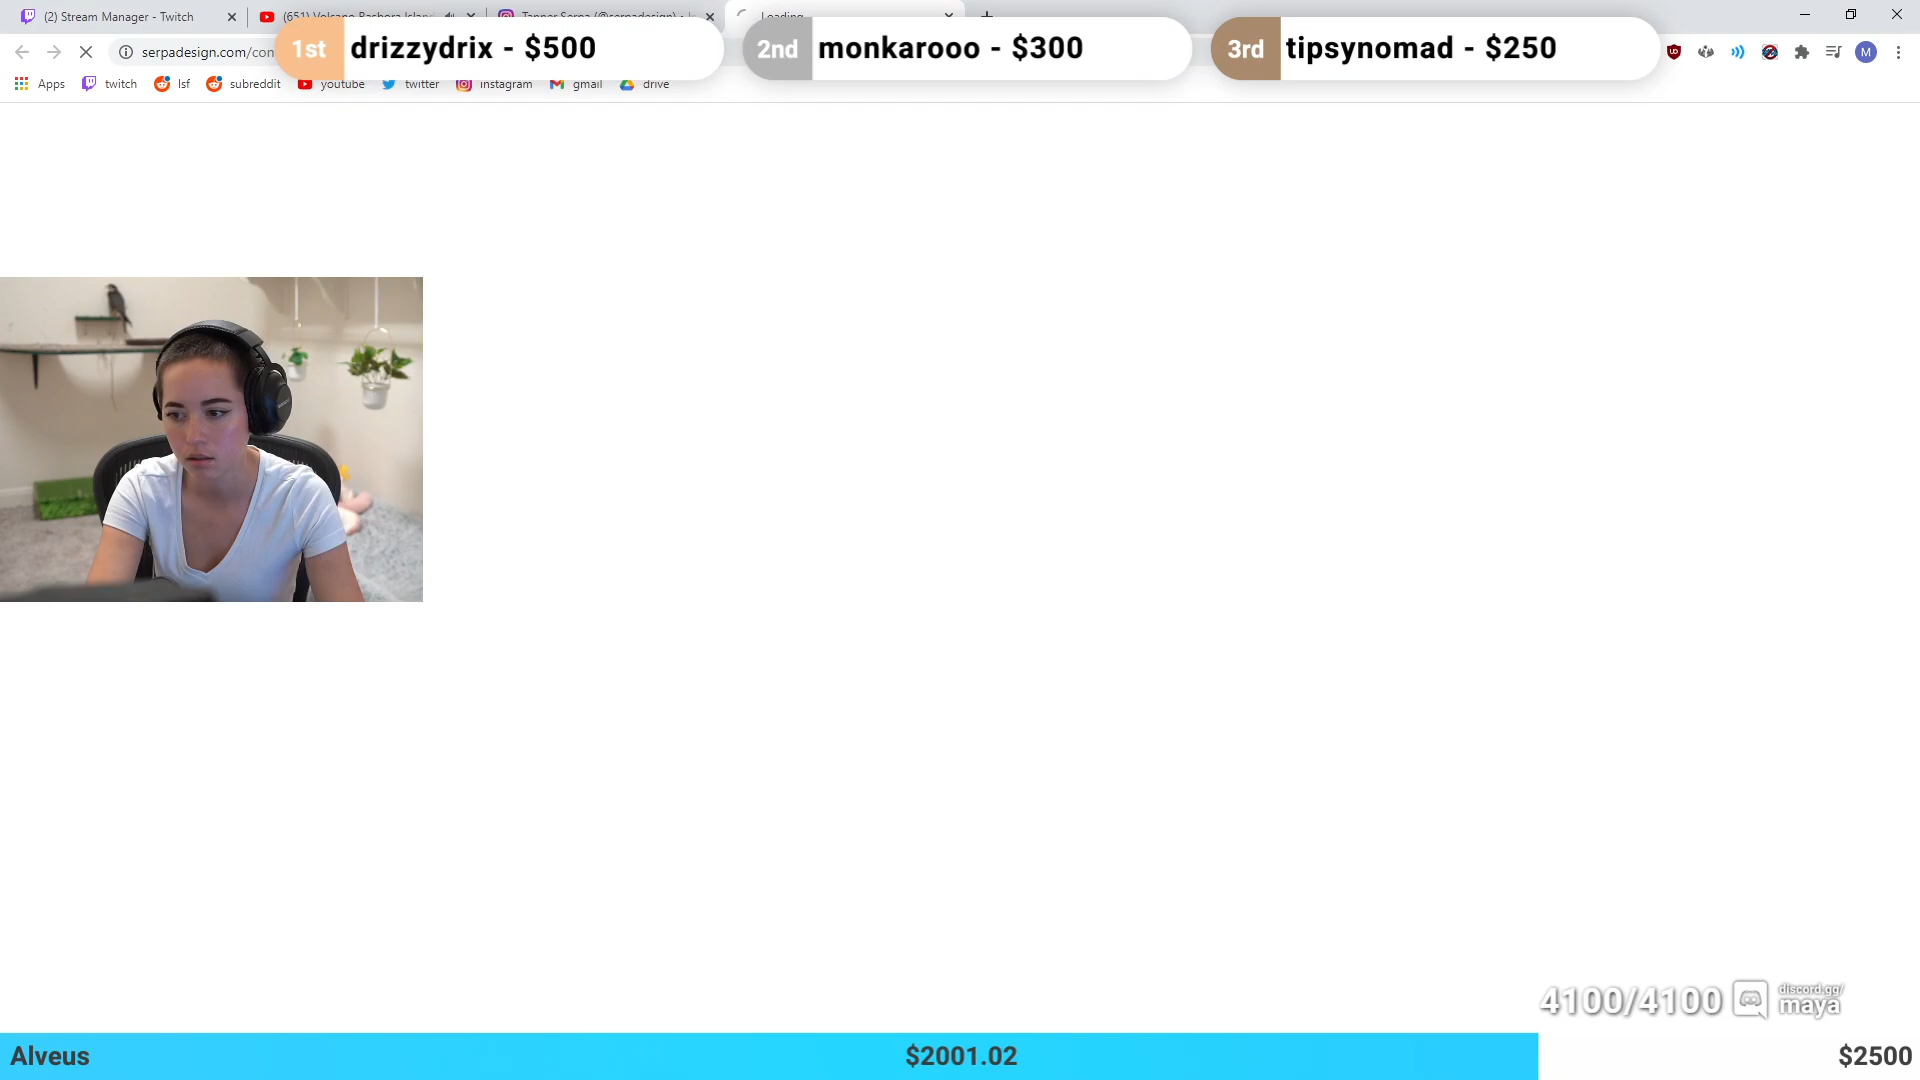 (2) Stream Manager - Twitch
Loading
serpadesign.com/con
1st drizzydrix - $500
2nd monkarooo - $300
3rd tipsynomad - $250
M
Apps twitch lsf subreddit youtube twitter instagram gmail drive
4100/4100 discord.gg/
maya
Alveus $2001.02 $2500